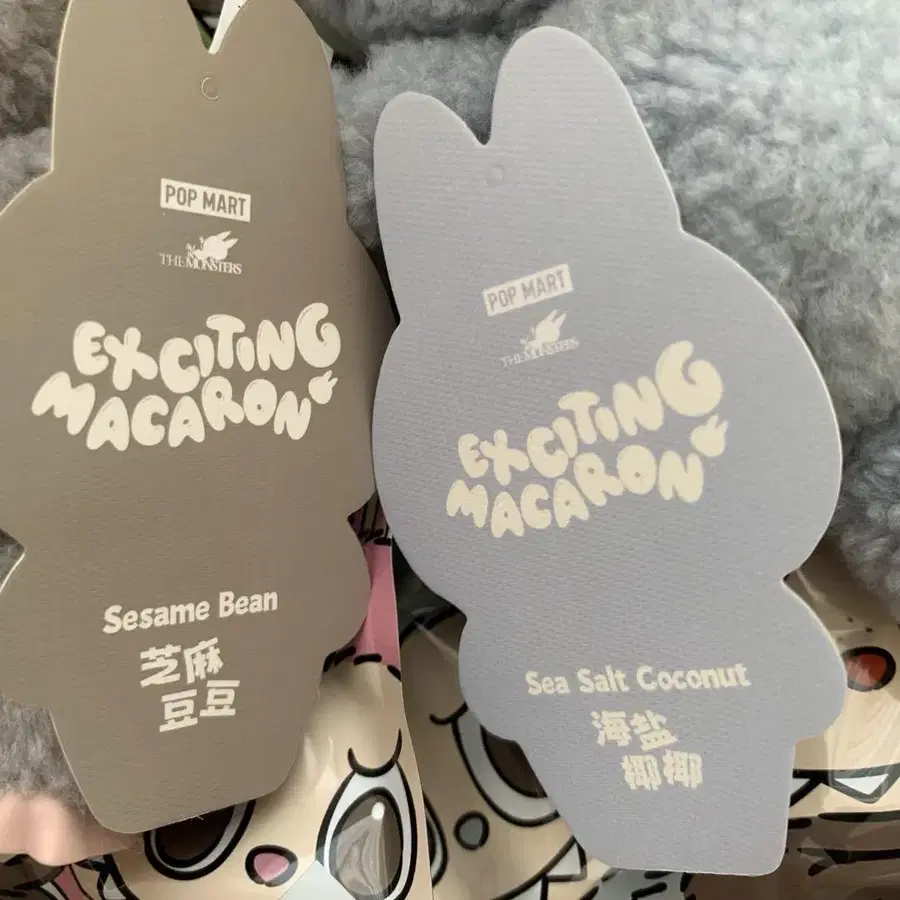 POP MART
THE MONSTERS
EXCITING
MACARON
Sesame Bean
芝麻
豆豆
POP MART
THE MONSTERS
EXCITING
MACARON
Sea Salt Coconut
海盐
椰椰